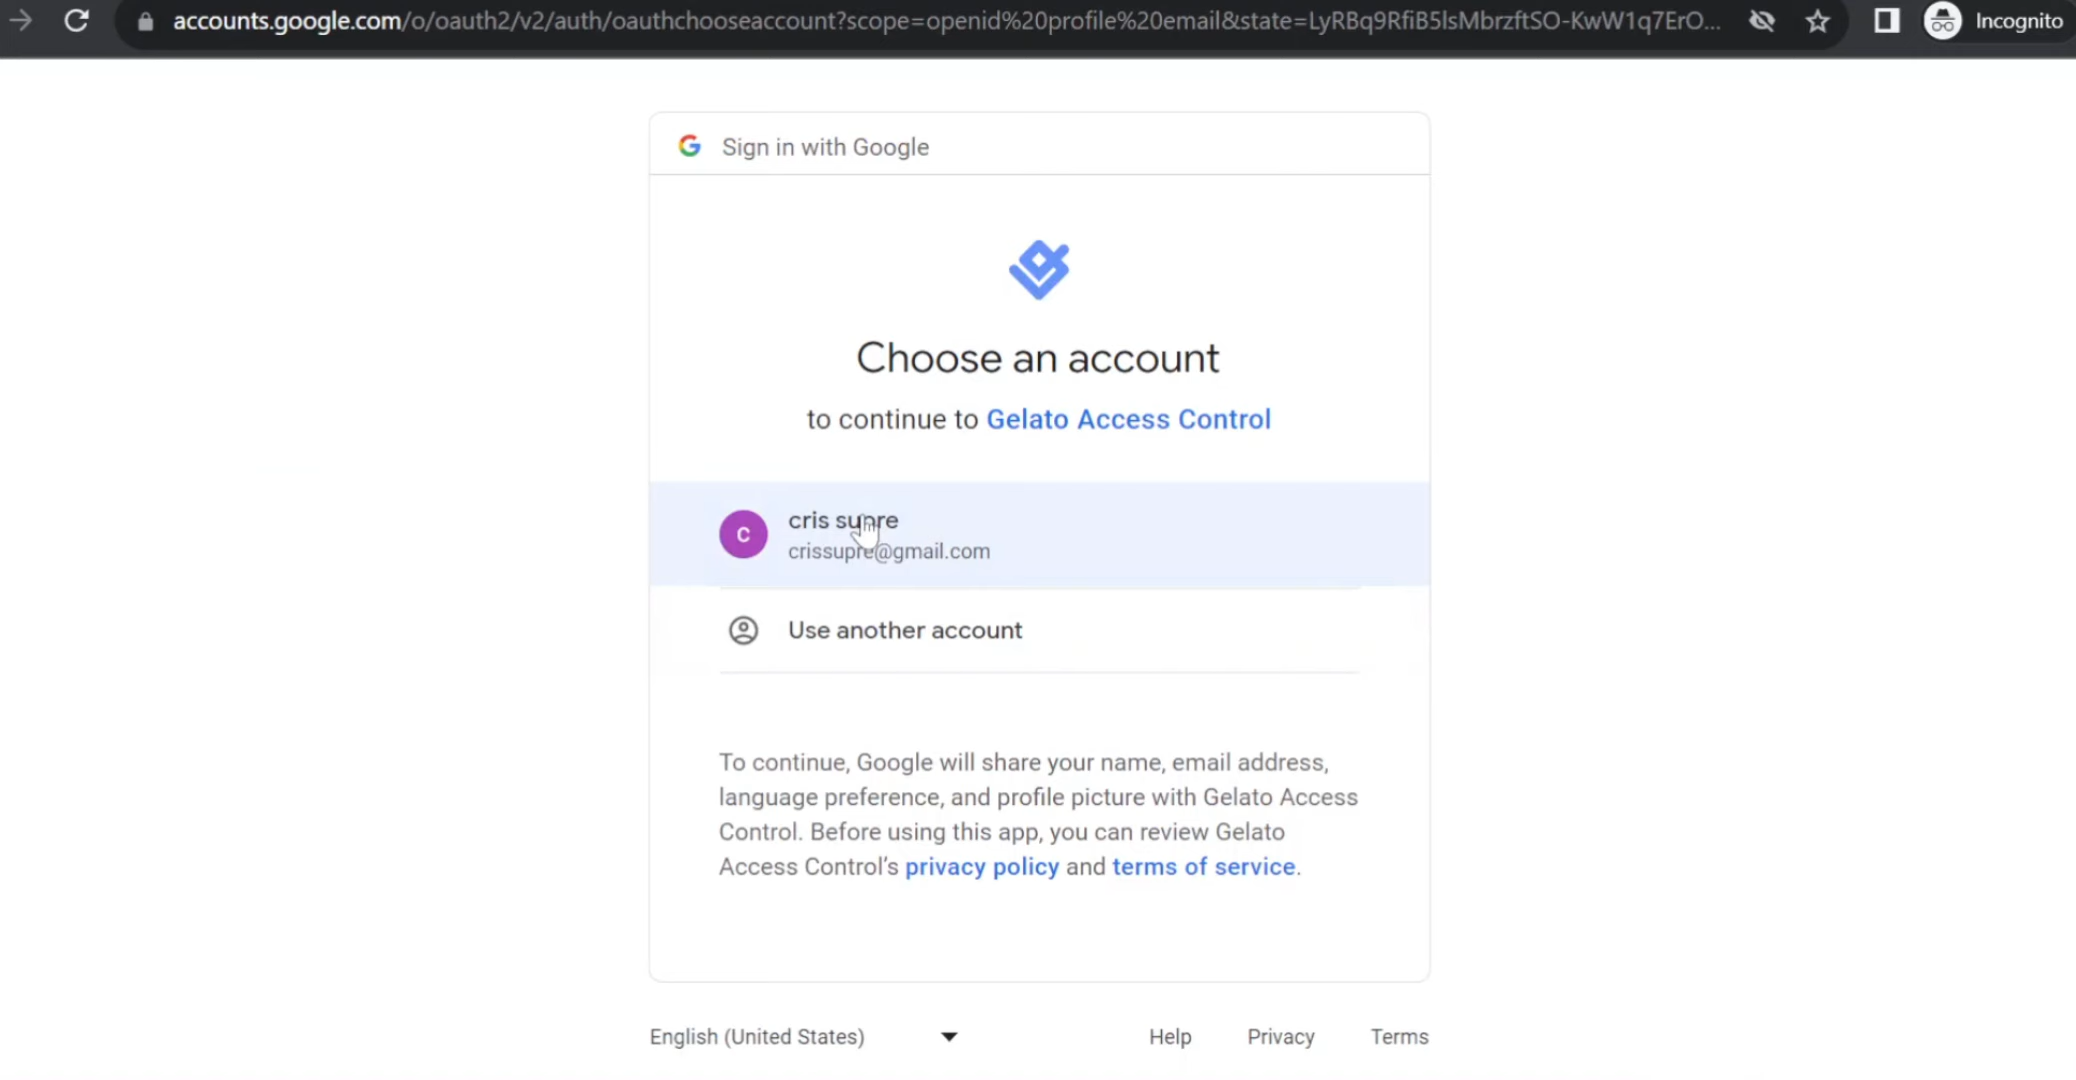 accounts.google.com/o/oauth2/v2/auth/oauthchooseaccount?scope=openid%20profile%20email&state=LyRBq9RfiB5lsMbrzftSO-KwW1q7ErO...
Incognito
Sign in with Google
Choose an account
to continue to Gelato Access Control
C
cris supre
crissupre@gmail.com
Use another account
To continue, Google will share your name, email address,
language preference, and profile picture with Gelato Access
Control. Before using this app, you can review Gelato
Access Control’s privacy policy and terms of service.
English (United States)
Help
Privacy
Terms